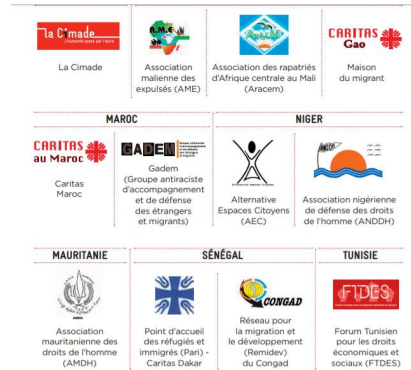 la Cimade
l'humanité passe par l'autre
A.M.E
CARITAS
Gao
La Cimade
Association
malienne des
expulsés (AME)
Association des rapatriés
d'Afrique centrale au Mali
(Aracem)
Maison
du migrant
MAROC
NIGER
CARITAS
au Maroc
GADEM
ANDDH
Caritas
Maroc
Gadem
(Groupe antiraciste
d'accompagnement
et de défense
des étrangers
et migrants)
Alternative
Espaces Citoyens
(AEC)
Association nigérienne
de défense des droits
de l'homme (ANDDH)
MAURITANIE
SÉNÉGAL
TUNISIE
CONGAD
FTDES
Association
mauritanienne des
droits de l'homme
(AMDH)
Point d'accueil
des réfugiés et
immigrés (Pari) -
Caritas Dakar
Réseau pour
la migration et
le développement
(Remidev)
du Congad
Forum Tunisien
pour les droits
économiques et
sociaux (FTDES)